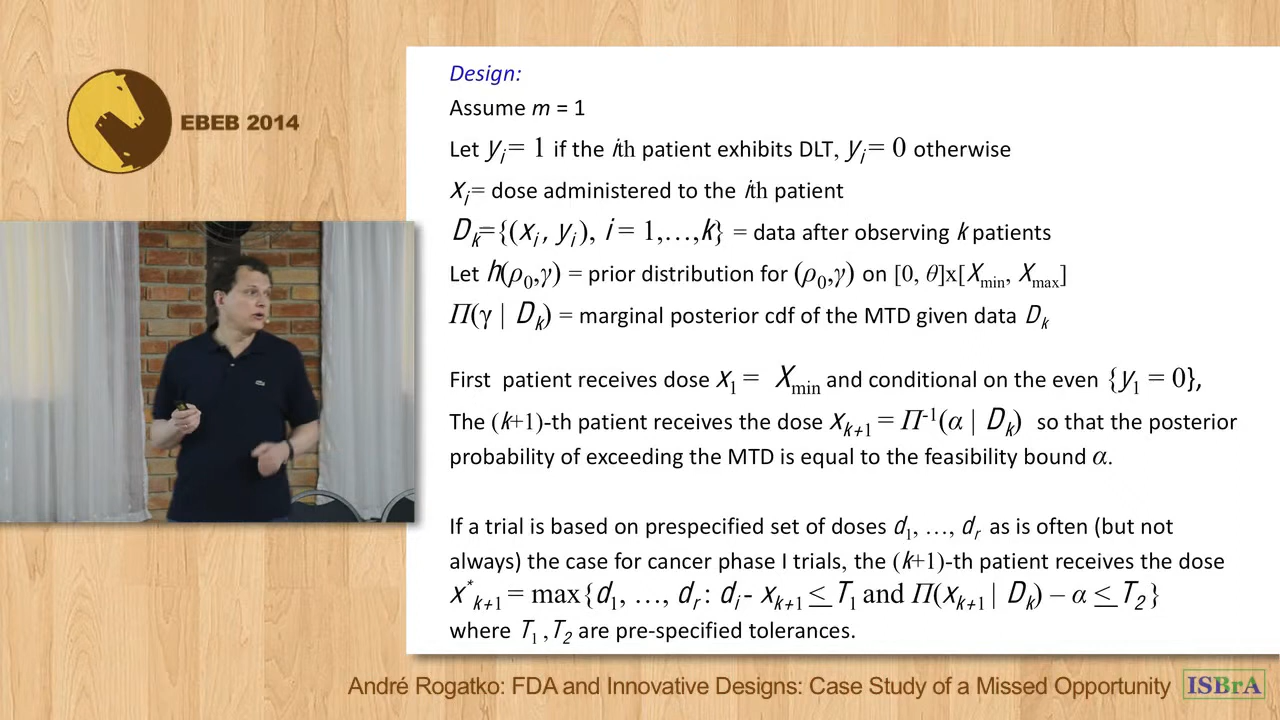 EBEB 2014
Design:
Assume m = 1
Let yᵢ = 1 if the ith patient exhibits DLT, yᵢ = 0 otherwise
xᵢ = dose administered to the ith patient
Dₖ={(xᵢ, yᵢ), i = 1,…,k} = data after observing k patients
Let h(ρ₀,γ) = prior distribution for (ρ₀,γ) on [0, θ]x[X_min, X_max]
Π(γ | Dₖ) = marginal posterior cdf of the MTD given data Dₖ
First patient receives dose x₁ = X_min and conditional on the even {y₁ = 0},
The (k+1)-th patient receives the dose xₖ₊₁ = Π⁻¹(α | Dₖ) so that the posterior
probability of exceeding the MTD is equal to the feasibility bound α.
If a trial is based on prespecified set of doses d₁, …, dᵣ as is often (but not
always) the case for cancer phase I trials, the (k+1)-th patient receives the dose
x*ₖ₊₁ = max{d₁, …, dᵣ : dᵢ - xₖ₊₁ ≤ T₁ and Π(xₖ₊₁ | Dₖ) – α ≤ T₂}
where T₁ ,T₂ are pre-specified tolerances.
André Rogatko: FDA and Innovative Designs: Case Study of a Missed Opportunity
ISBrA